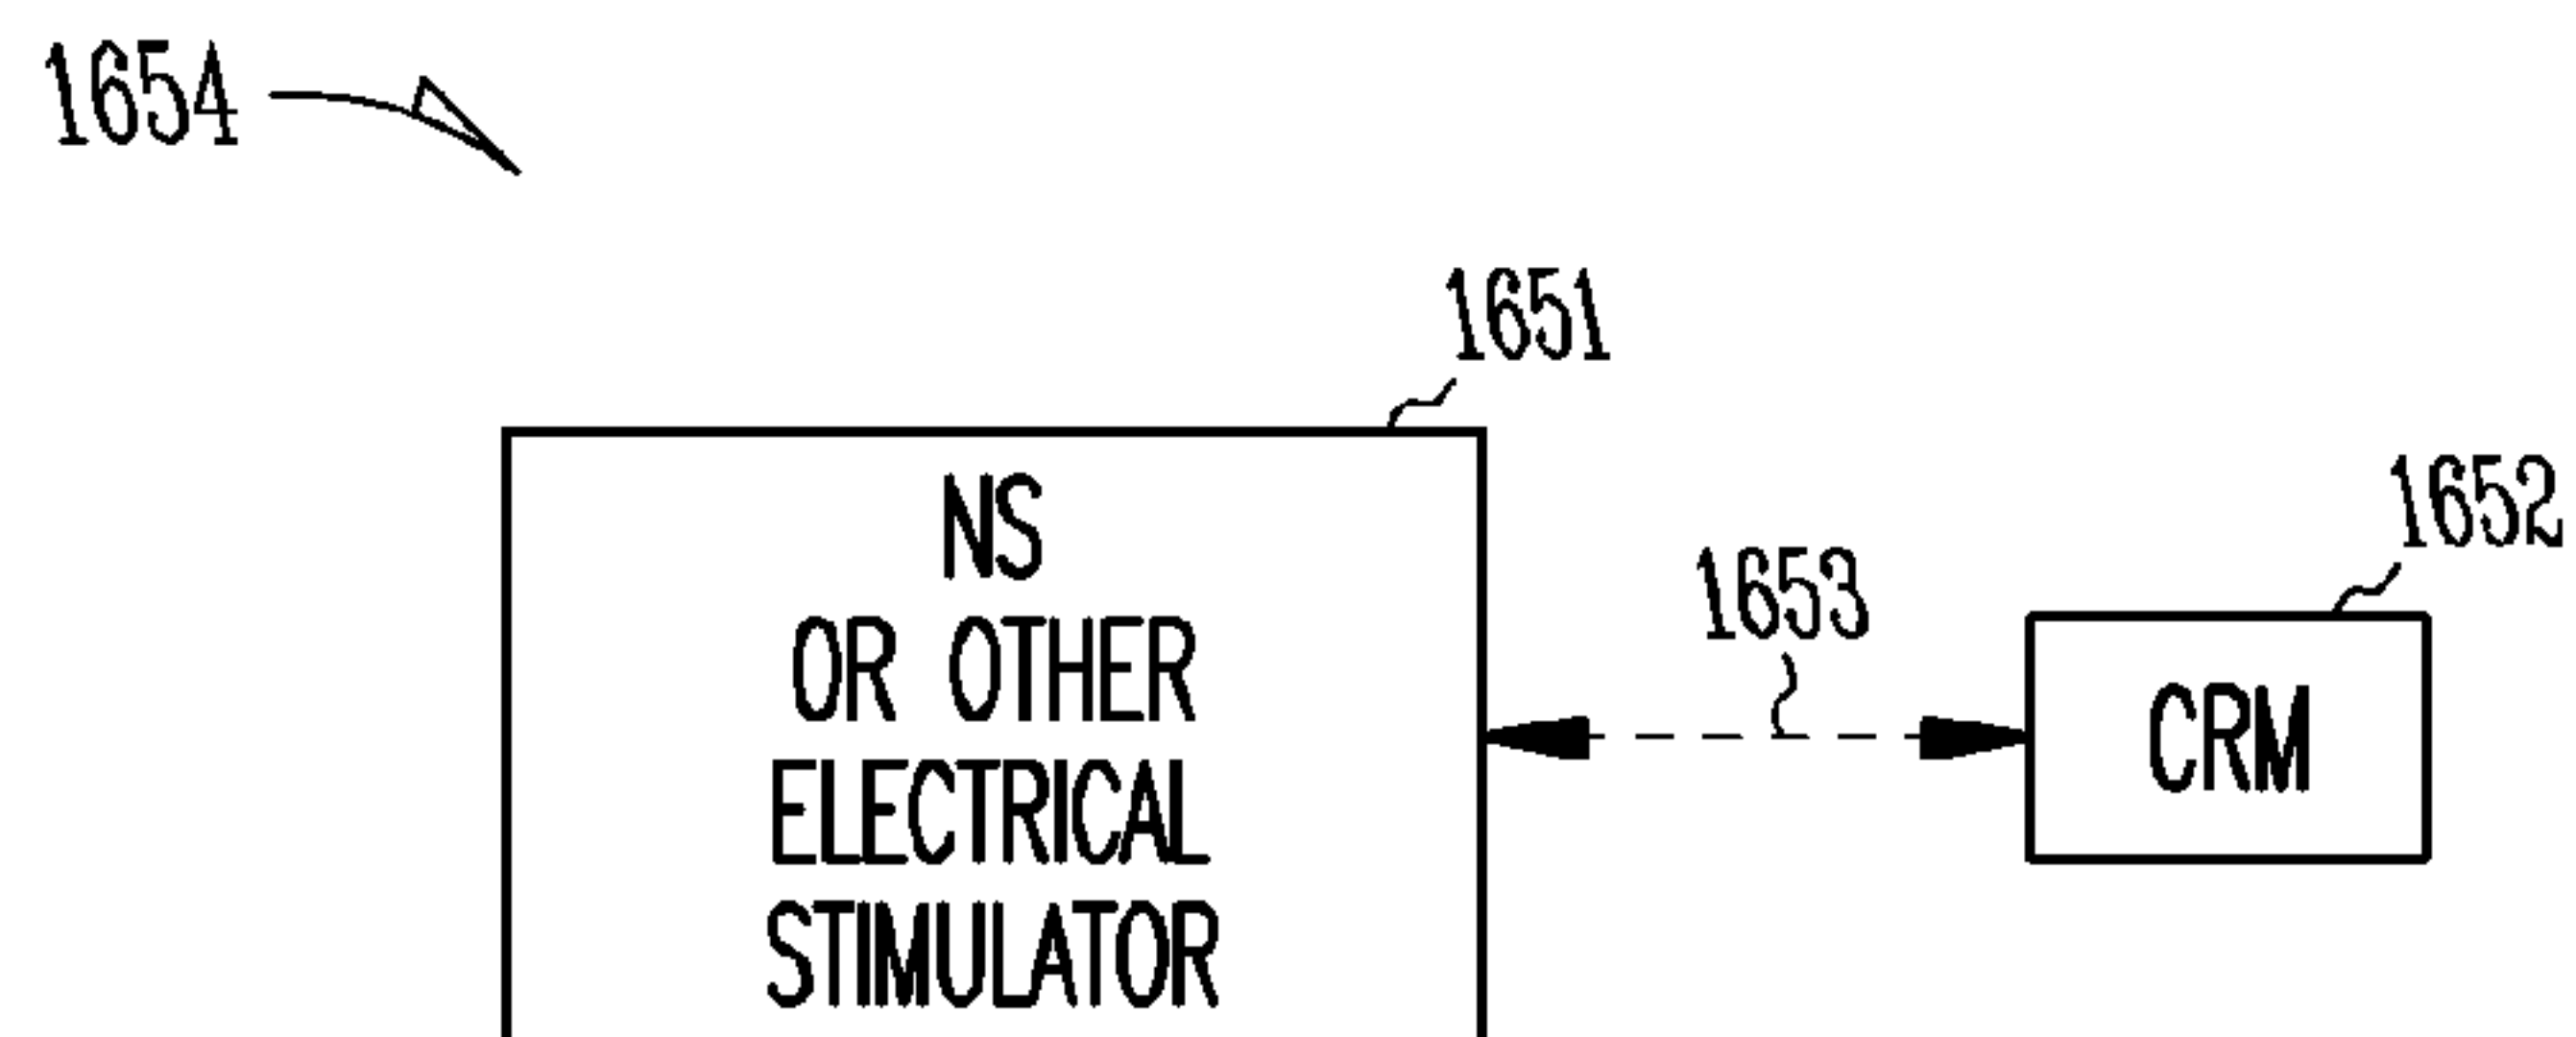 1654
1651
NS
OR OTHER
ELECTRICAL
STIMULATOR
1653
1652
CRM